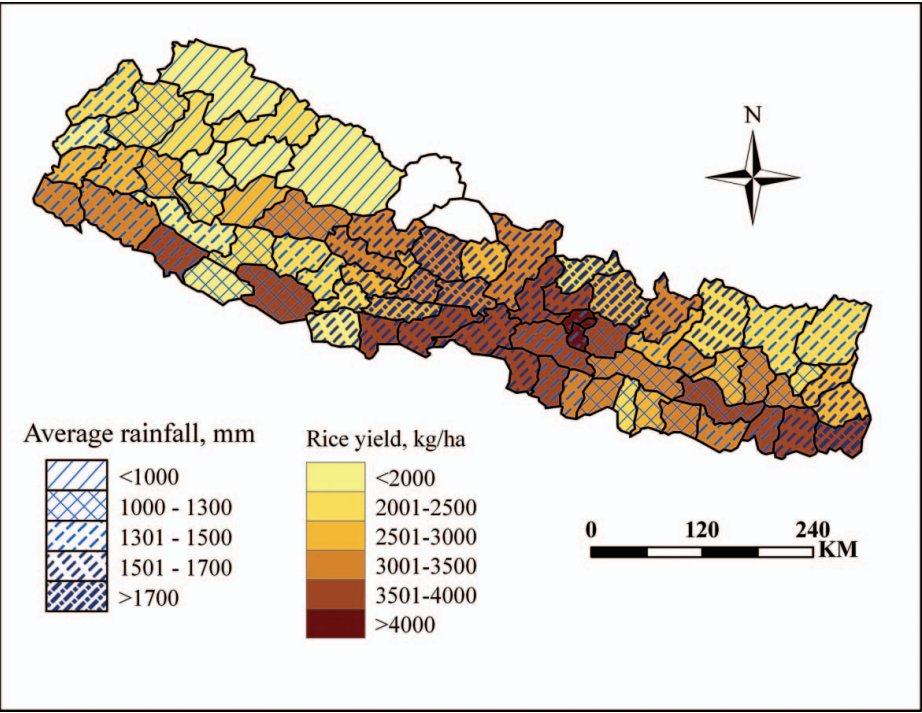 N
Average rainfall, mm
<1000
1000 - 1300
1301 - 1500
1501 - 1700
>1700
Rice yield, kg/ha
<2000
2001-2500
2501-3000
3001-3500
3501-4000
>4000
0 120 240
KM